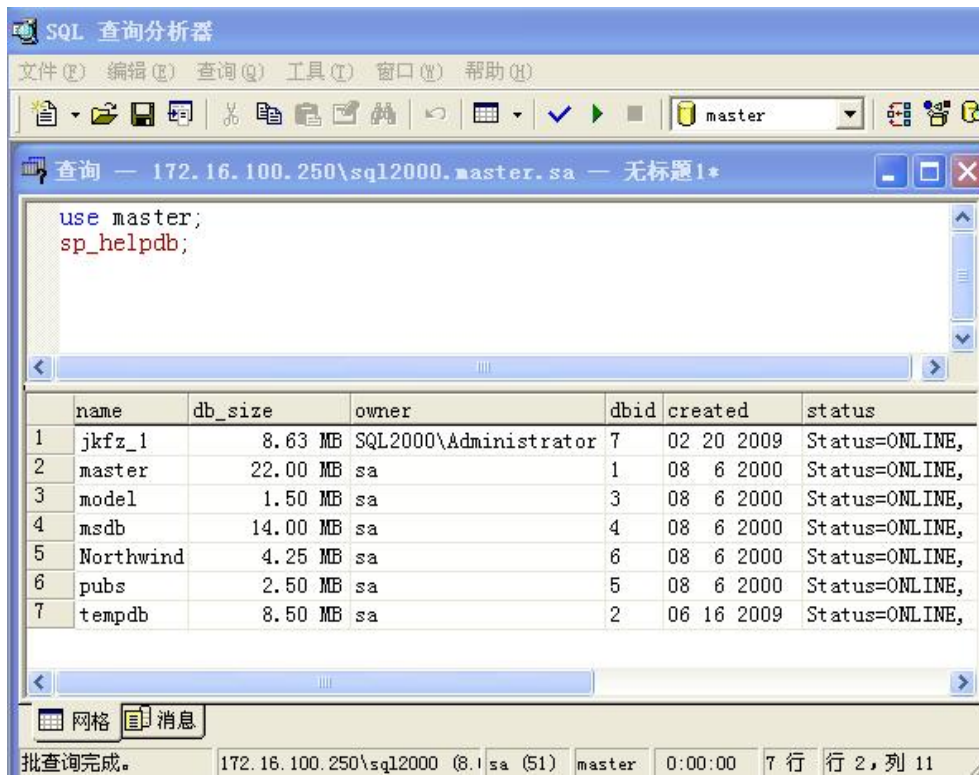 SQL 查询分析器
文件(F) 编辑(E) 查询(Q) 工具(T) 窗口(W) 帮助(H)
master
查询 — 172.16.100.250\sql2000.master.sa — 无标题1*
use master;
sp_helpdb;
name db_size owner dbid created status
1 jkfz_1 8.63 MB SQL2000\Administrator 7 02 20 2009 Status=ONLINE,
2 master 22.00 MB sa 1 08 6 2000 Status=ONLINE,
3 model 1.50 MB sa 3 08 6 2000 Status=ONLINE,
4 msdb 14.00 MB sa 4 08 6 2000 Status=ONLINE,
5 Northwind 4.25 MB sa 6 08 6 2000 Status=ONLINE,
6 pubs 2.50 MB sa 5 08 6 2000 Status=ONLINE,
7 tempdb 8.50 MB sa 2 06 16 2009 Status=ONLINE,
网格 消息
批查询完成。 172.16.100.250\sql2000 (8. sa (51) master 0:00:00 7 行 行 2, 列 11